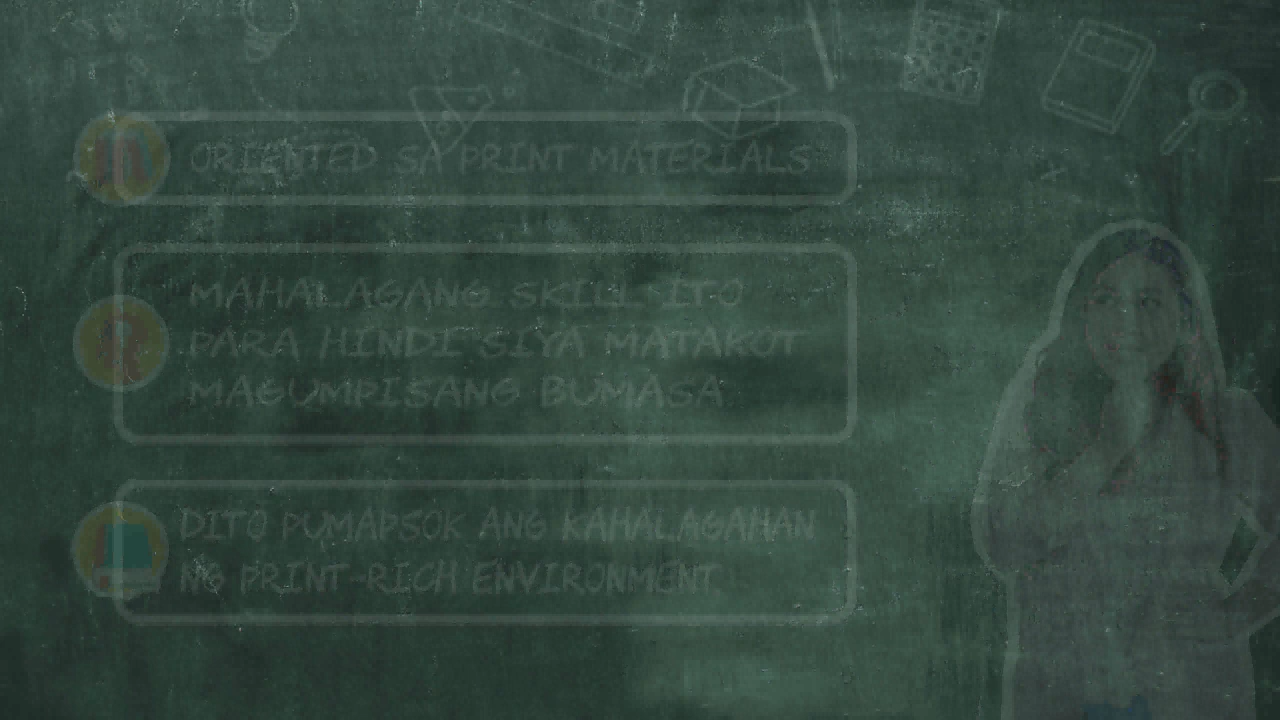 ORIENTED SA PRINT MATERIALS
MAHALAGANG SKILL ITO
PARA HINDI SIYA MATAKOT
MAGUMPISANG BUMASA
DITO PUMAPSOK ANG KAHALAGAHAN
NG PRINT-RICH ENVIRONMENT.